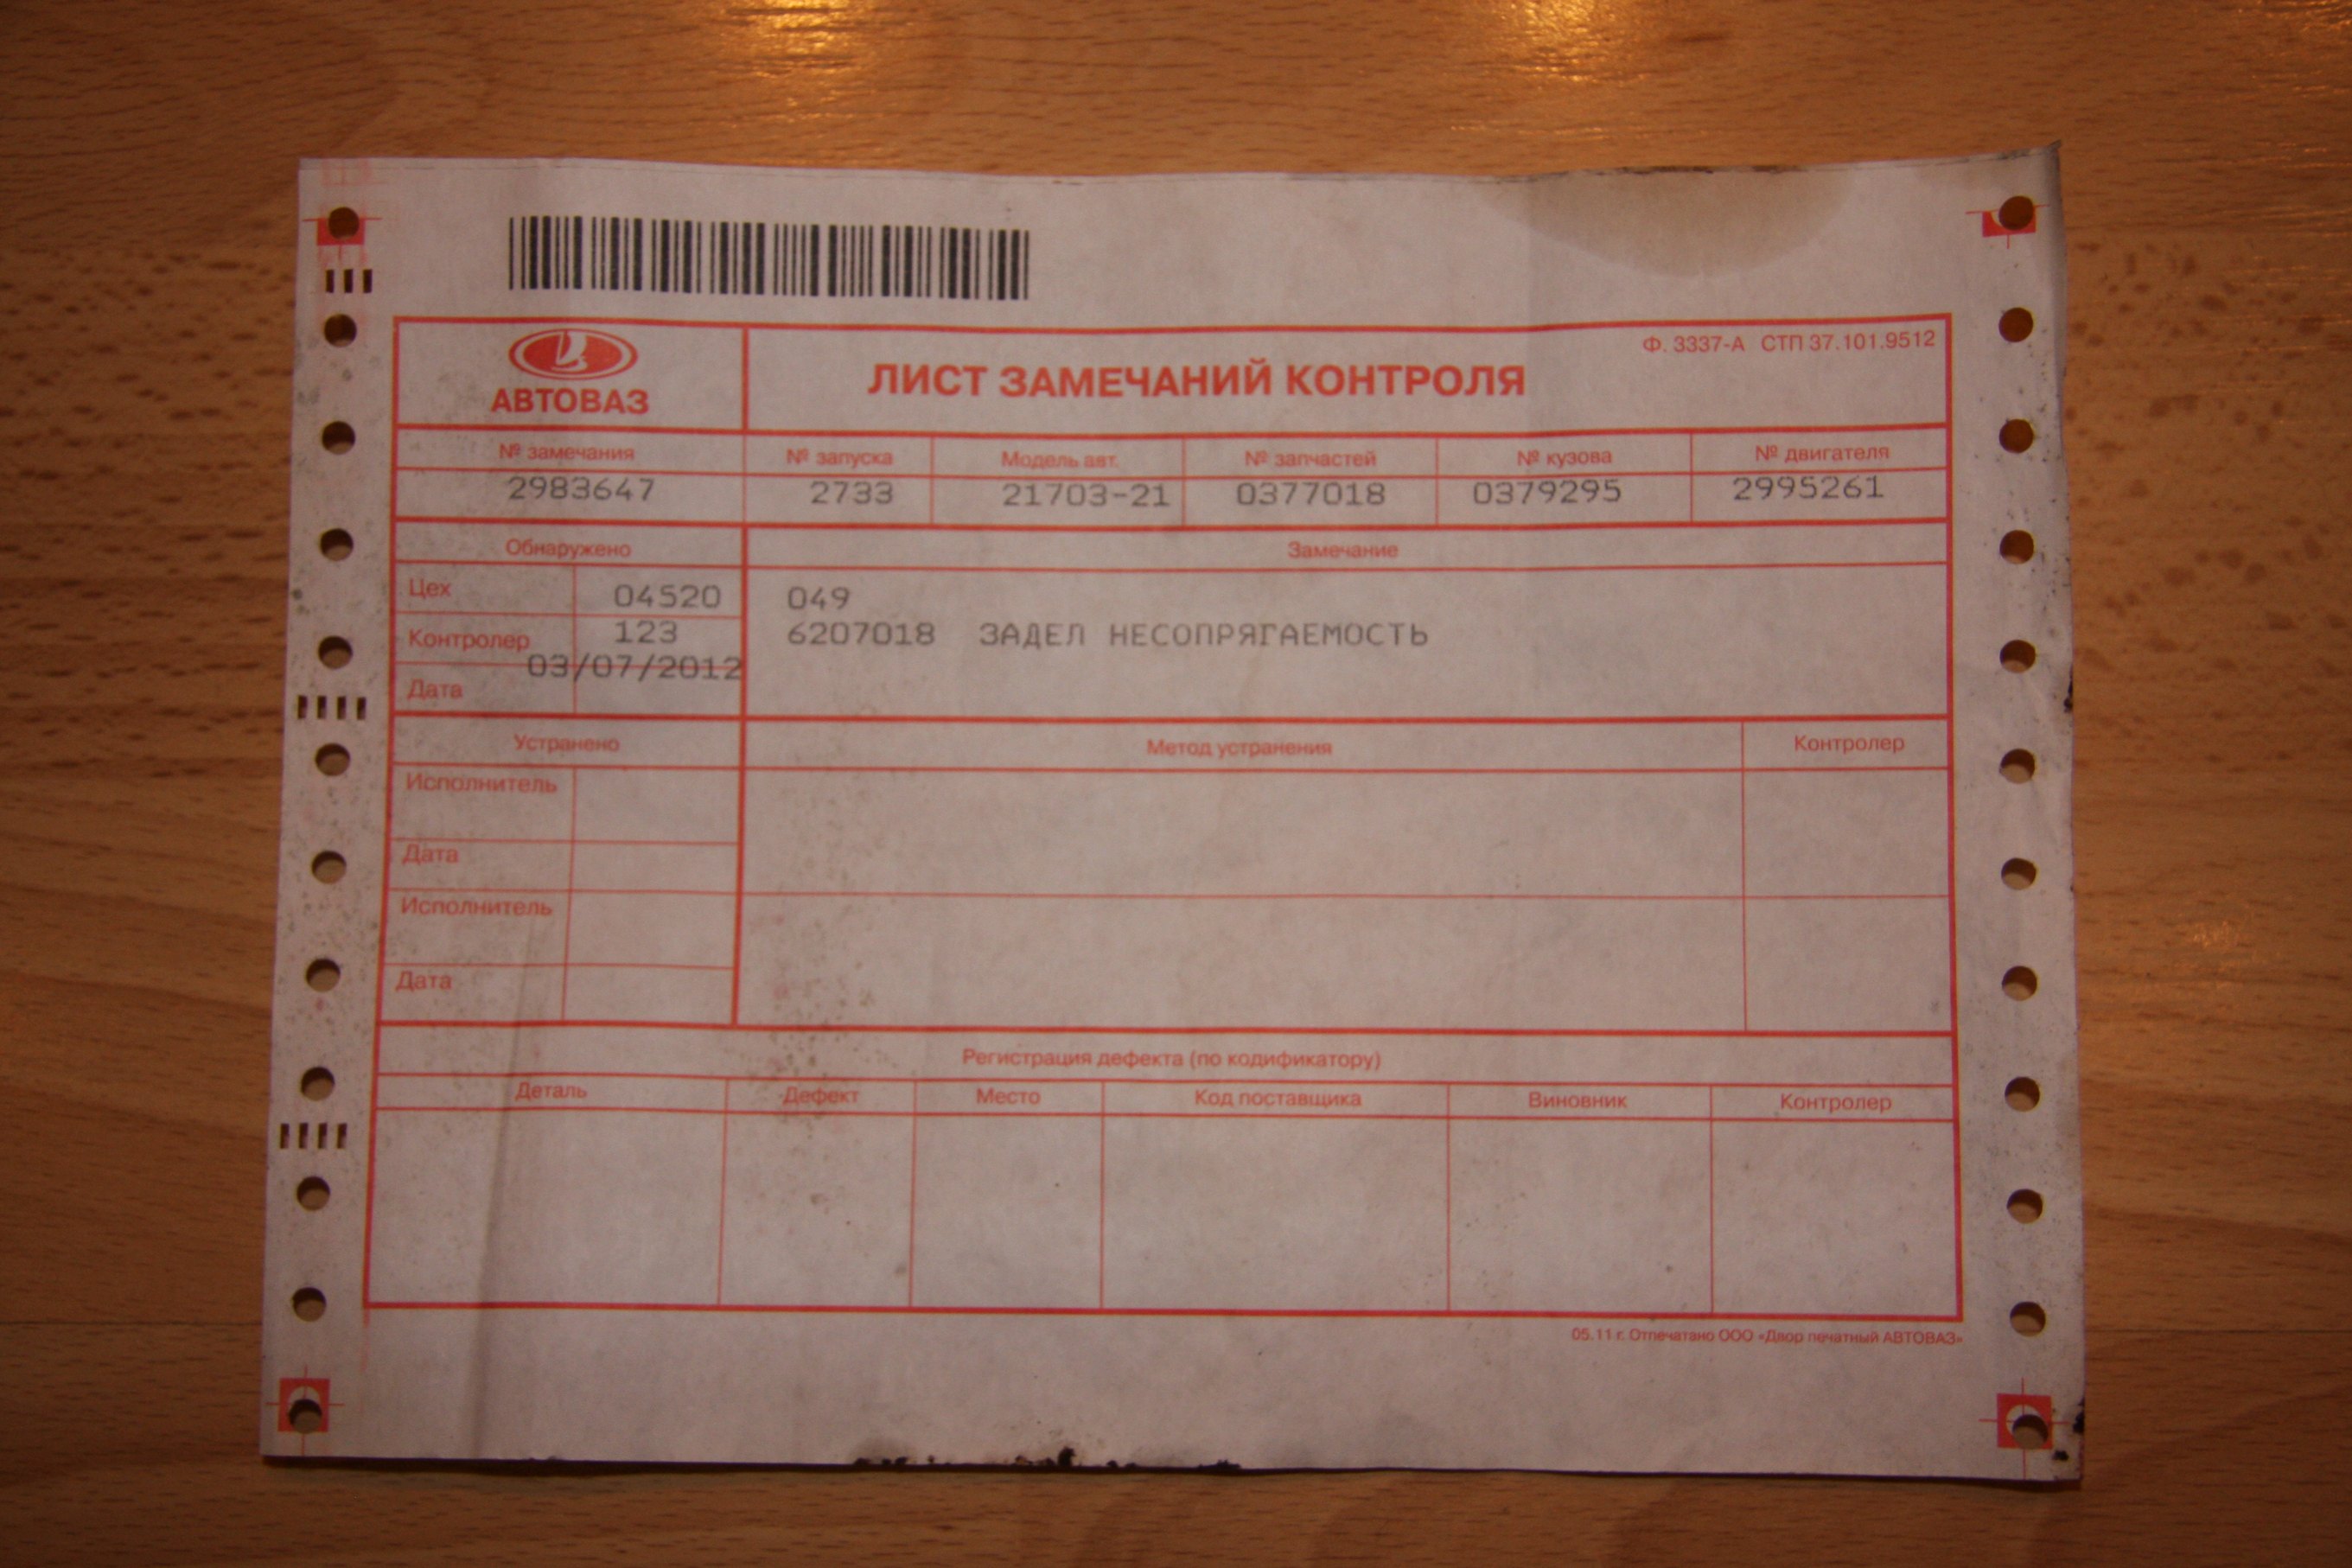 Ф. 3337-А СТП 37.101.9512
АВТОВАЗ
ЛИСТ ЗАМЕЧАНИЙ КОНТРОЛЯ
№ замечания № запуска Модель авт. № запчастей № кузова № двигателя
2983647 2733 21703-21 0377018 0379295 2995261
Обнаружено Замечание
Цех 04520 049
Контролер 123 6207018 ЗАДЕЛ НЕСОПРЯГАЕМОСТЬ
Дата 03/07/2012
Устранено Метод устранения Контролер
Исполнитель
Дата
Исполнитель
Дата
Регистрация дефекта (по кодификатору)
Деталь Дефект Место Код поставщика Виновник Контролер
05.11 г. Отпечатано ООО «Двор печатный АВТОВАЗ»